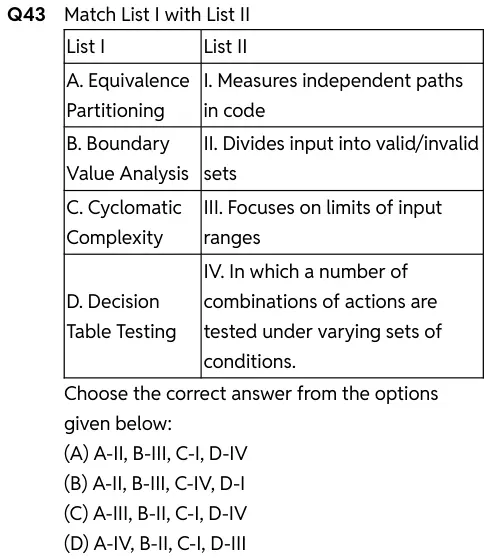 Q43 Match List I with List II
List I List II
A. Equivalence Partitioning I. Measures independent paths in code
B. Boundary Value Analysis II. Divides input into valid/invalid sets
C. Cyclomatic Complexity III. Focuses on limits of input ranges
D. Decision Table Testing IV. In which a number of combinations of actions are tested under varying sets of conditions.
Choose the correct answer from the options
given below:
(A) A-II, B-III, C-I, D-IV
(B) A-II, B-III, C-IV, D-I
(C) A-III, B-II, C-I, D-IV
(D) A-IV, B-II, C-I, D-III